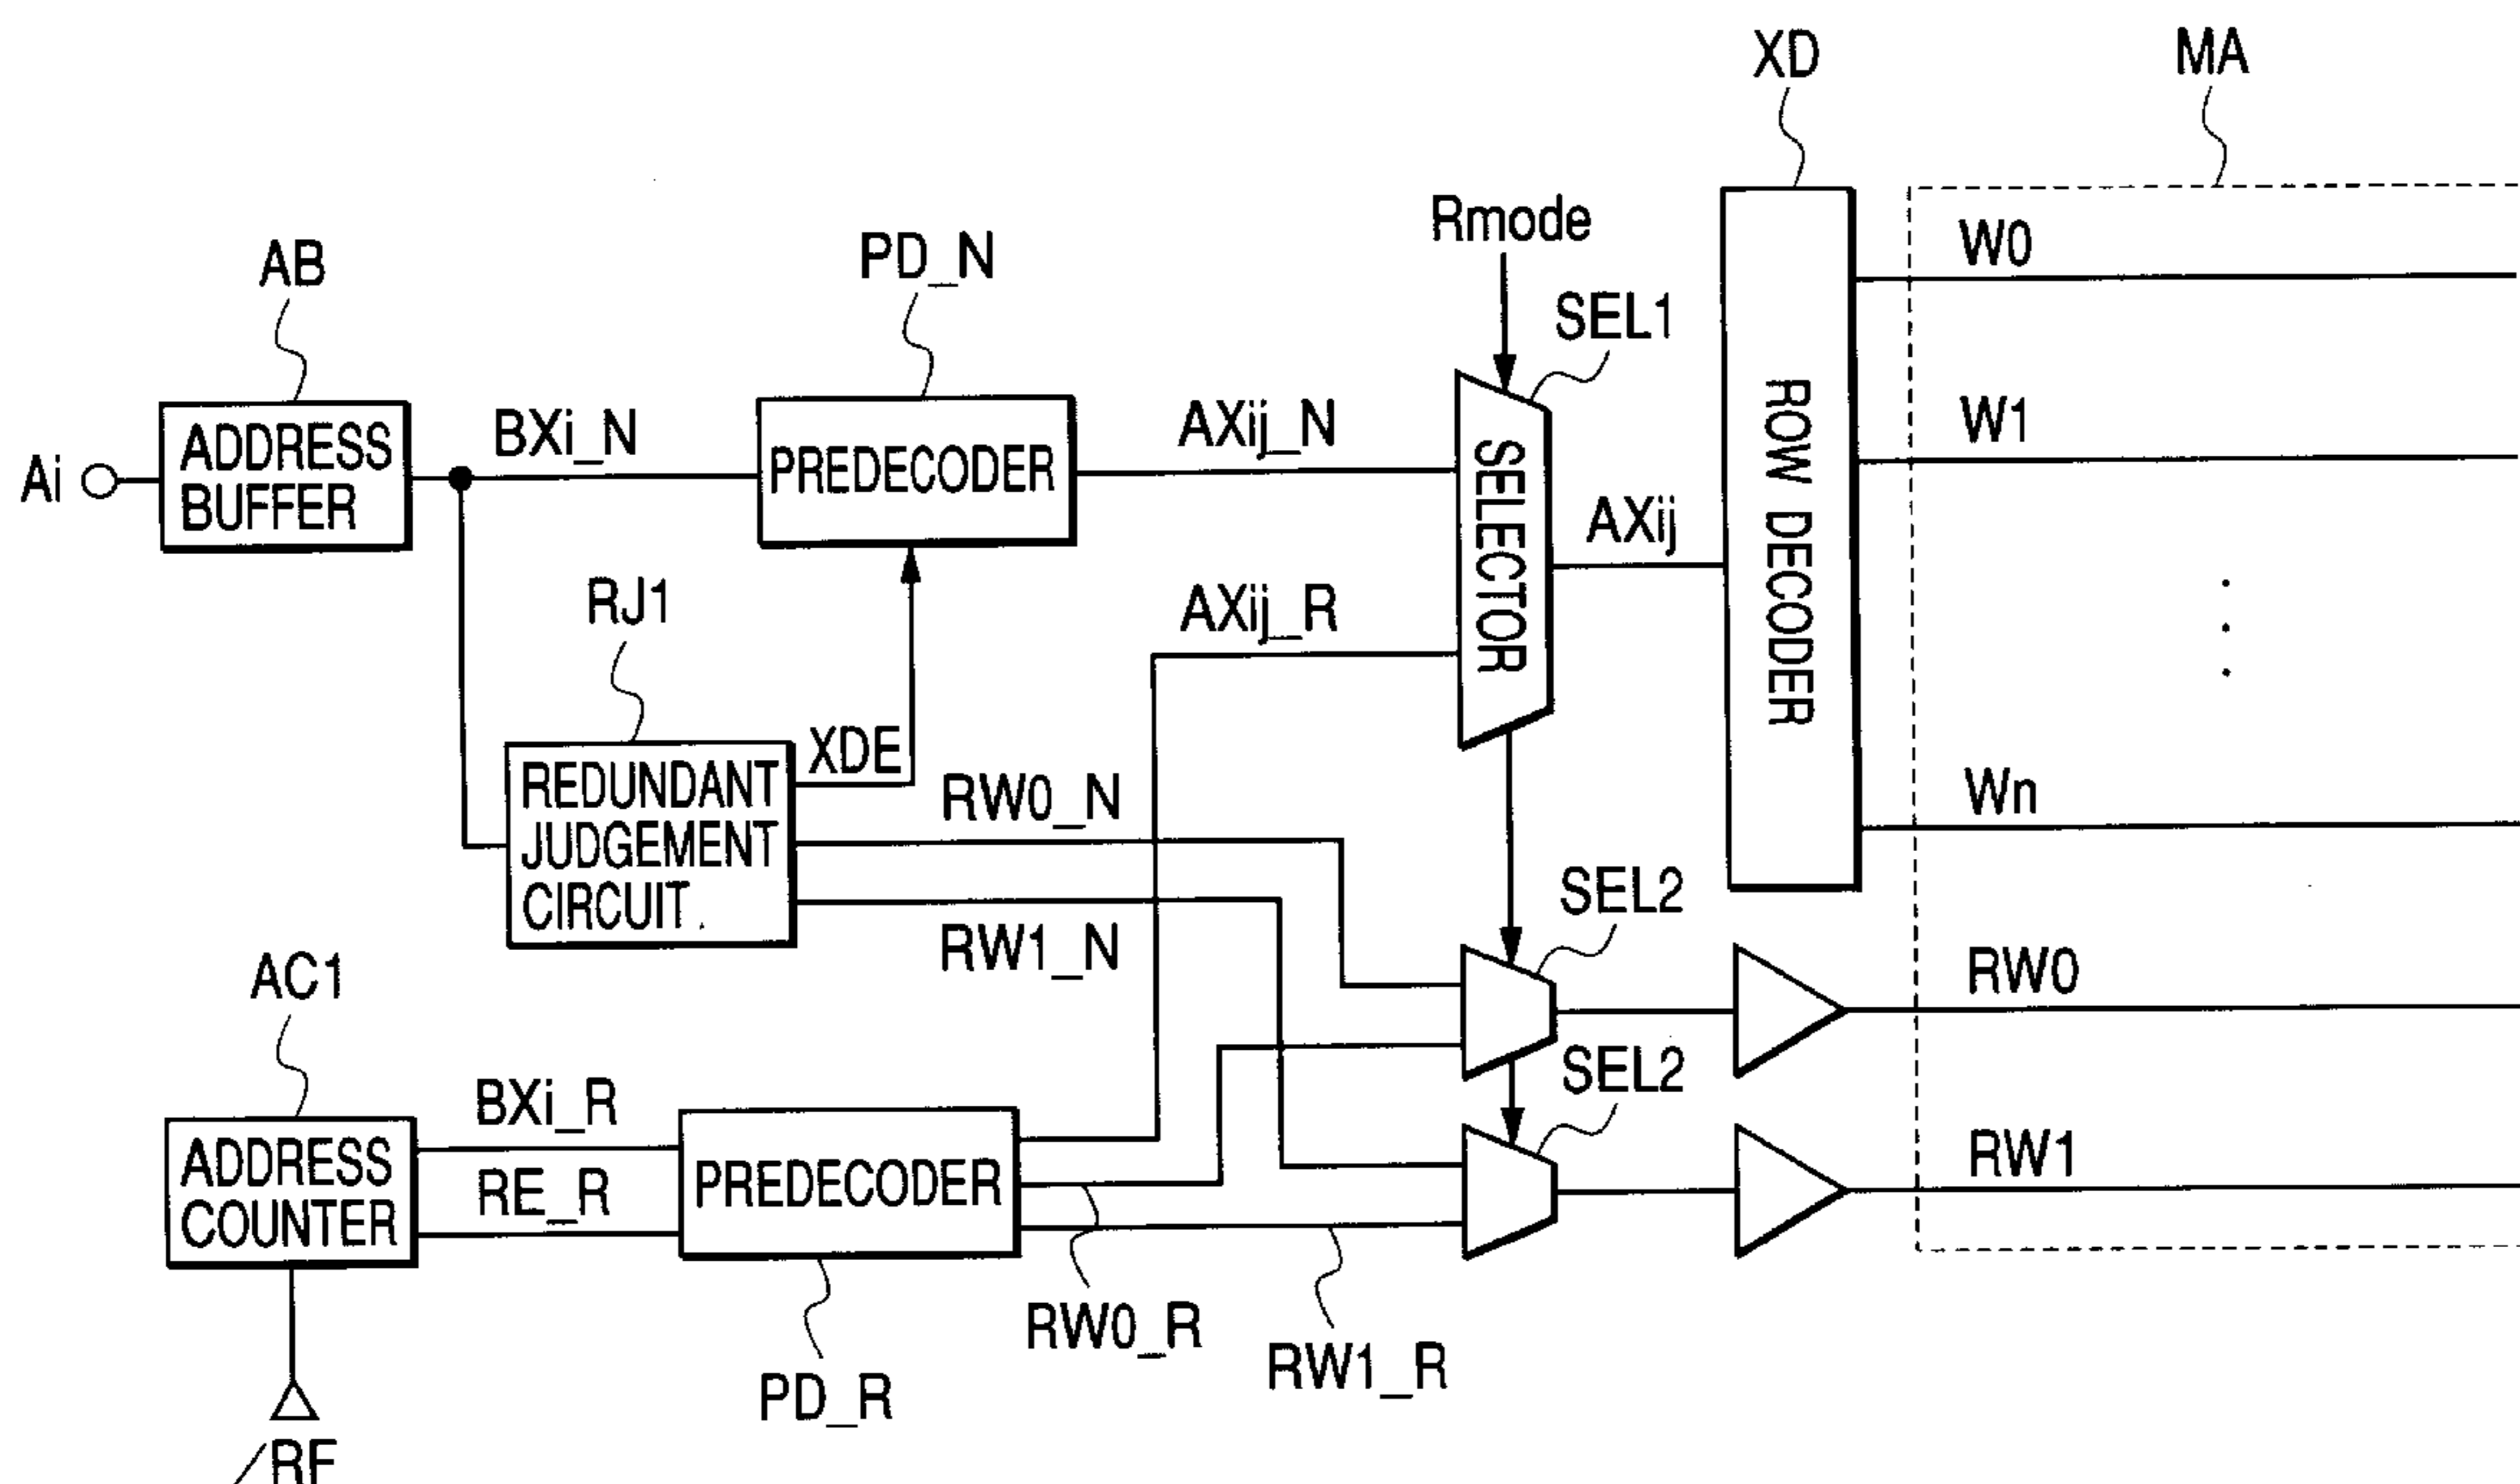 XD
MA
Rmode
W0
AB
PD_N
SEL1
Ai
ADDRESS
BUFFER
BXi_N
PREDECODER
AXij_N
SELECTOR
AXij
ROW DECODER
W1
RJ1
AXij_R
XDE
REDUNDANT
JUDGEMENT
CIRCUIT
RW0_N
RW1_N
Wn
SEL2
AC1
RW0
SEL2
BXi_R
ADDRESS
COUNTER
RE_R
PREDECODER
RW1
RW0_R
RW1_R
PD_R
RF